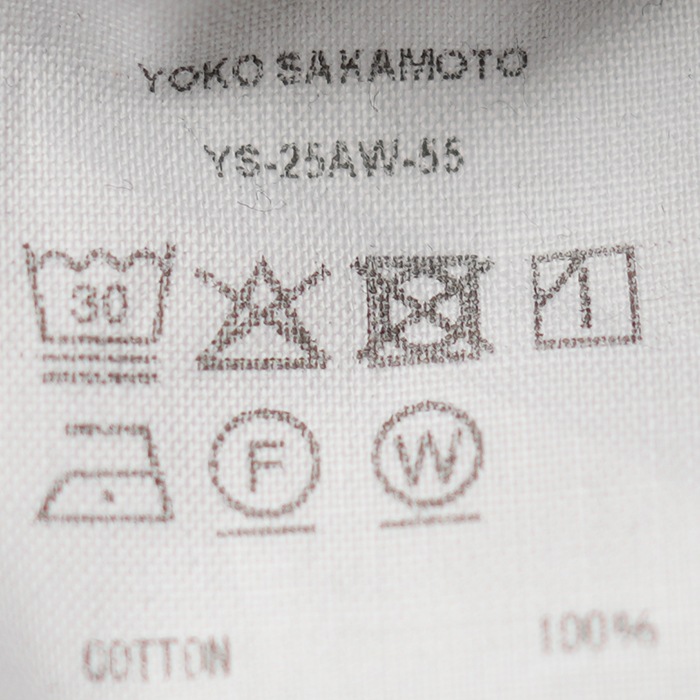 YOKO SAKAMOTO
YS-25AW-55
30
F W
COTTON 100%